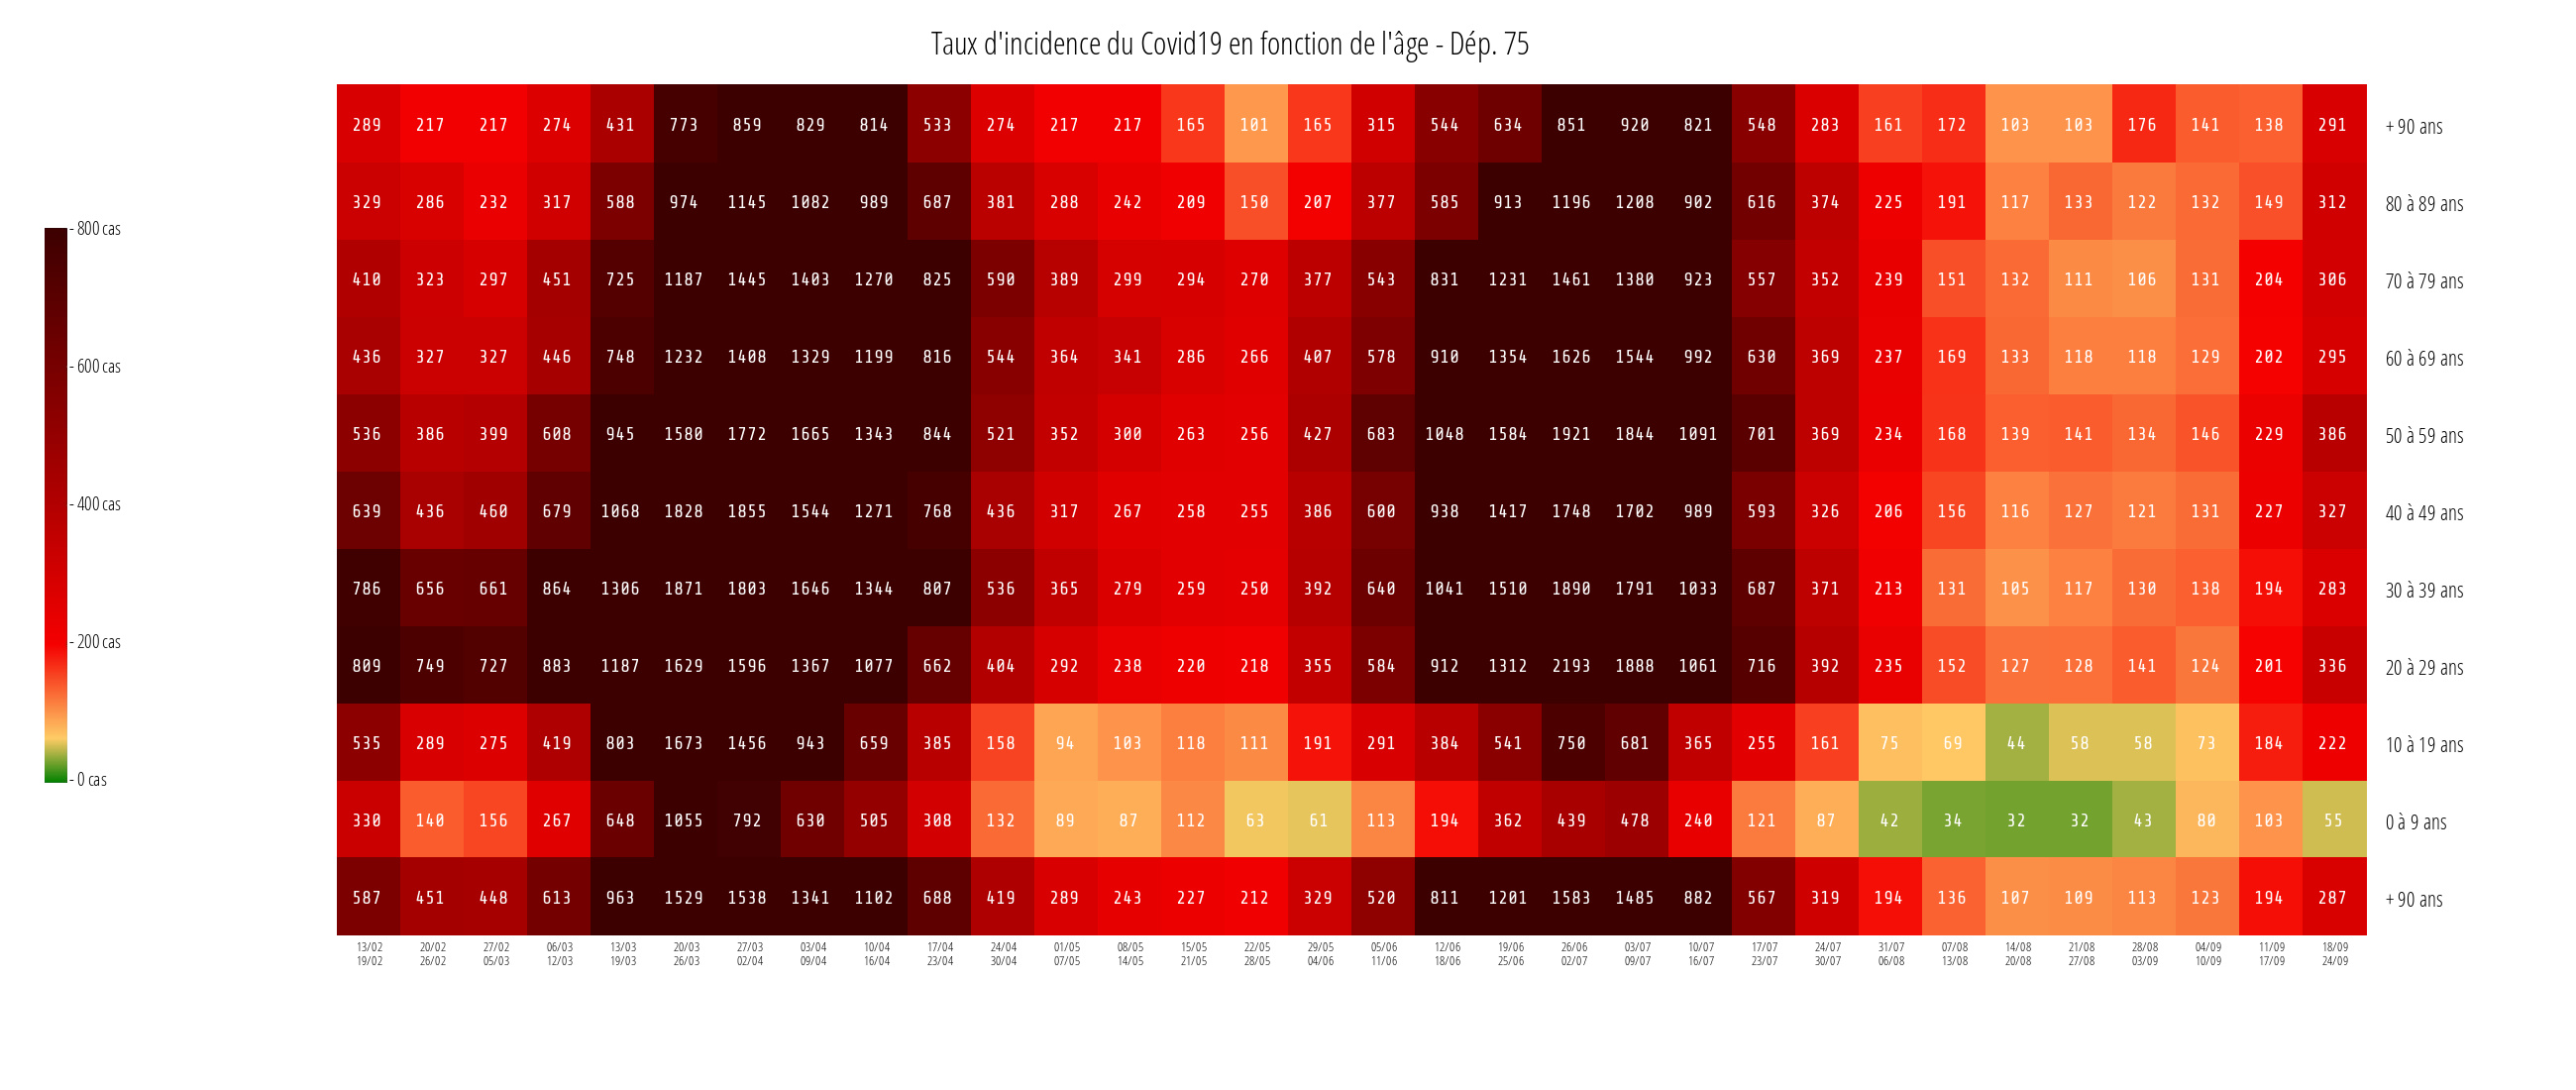 Taux d'incidence du Covid19 en fonction de l'âge - Dép. 75
289 217 217 274 431 773 859 829 814 533 274 217 217 165 101 165 315 544 634 851 920 821 548 283 161 172 103 103 176 141 138 291 + 90 ans
329 286 232 317 588 974 1145 1082 989 687 381 288 242 209 150 207 377 585 913 1196 1208 902 616 374 225 191 117 133 122 132 149 312 80 à 89 ans
410 323 297 451 725 1187 1445 1403 1270 825 590 389 299 294 270 377 543 831 1231 1461 1380 923 557 352 239 151 132 111 106 131 204 306 70 à 79 ans
436 327 327 446 748 1232 1408 1329 1199 816 544 364 341 286 266 407 578 910 1354 1626 1544 992 630 369 237 169 133 118 118 129 202 295 60 à 69 ans
536 386 399 608 945 1580 1772 1665 1343 844 521 352 300 263 256 427 683 1048 1584 1921 1844 1091 701 369 234 168 139 141 134 146 229 386 50 à 59 ans
639 436 460 679 1068 1828 1855 1544 1271 768 436 317 267 258 255 386 600 938 1417 1748 1702 989 593 326 206 156 116 127 121 131 227 327 40 à 49 ans
786 656 661 864 1306 1871 1803 1646 1344 807 536 365 279 259 250 392 640 1041 1510 1890 1791 1033 687 371 213 131 105 117 130 138 194 283 30 à 39 ans
809 749 727 883 1187 1629 1596 1367 1077 662 404 292 238 220 218 355 584 912 1312 2193 1888 1061 716 392 235 152 127 128 141 124 201 336 20 à 29 ans
535 289 275 419 803 1673 1456 943 659 385 158 94 103 118 111 191 291 384 541 750 681 365 255 161 75 69 44 58 58 73 184 222 10 à 19 ans
330 140 156 267 648 1055 792 630 505 308 132 89 87 112 63 61 113 194 362 439 478 240 121 87 42 34 32 32 43 80 103 55 0 à 9 ans
587 451 448 613 963 1529 1538 1341 1102 688 419 289 243 227 212 329 520 811 1201 1583 1485 882 567 319 194 136 107 109 113 123 194 287 + 90 ans
13/02 20/02 27/02 06/03 13/03 20/03 27/03 03/04 10/04 17/04 24/04 01/05 08/05 15/05 22/05 29/05 05/06 12/06 19/06 26/06 03/07 10/07 17/07 24/07 31/07 07/08 14/08 21/08 28/08 04/09 11/09 18/09
19/02 26/02 05/03 12/03 19/03 26/03 02/04 09/04 16/04 23/04 30/04 07/05 14/05 21/05 28/05 04/06 11/06 18/06 25/06 02/07 09/07 16/07 23/07 30/07 06/08 13/08 20/08 27/08 03/09 10/09 17/09 24/09
- 800 cas
- 600 cas
- 400 cas
- 200 cas
- 0 cas